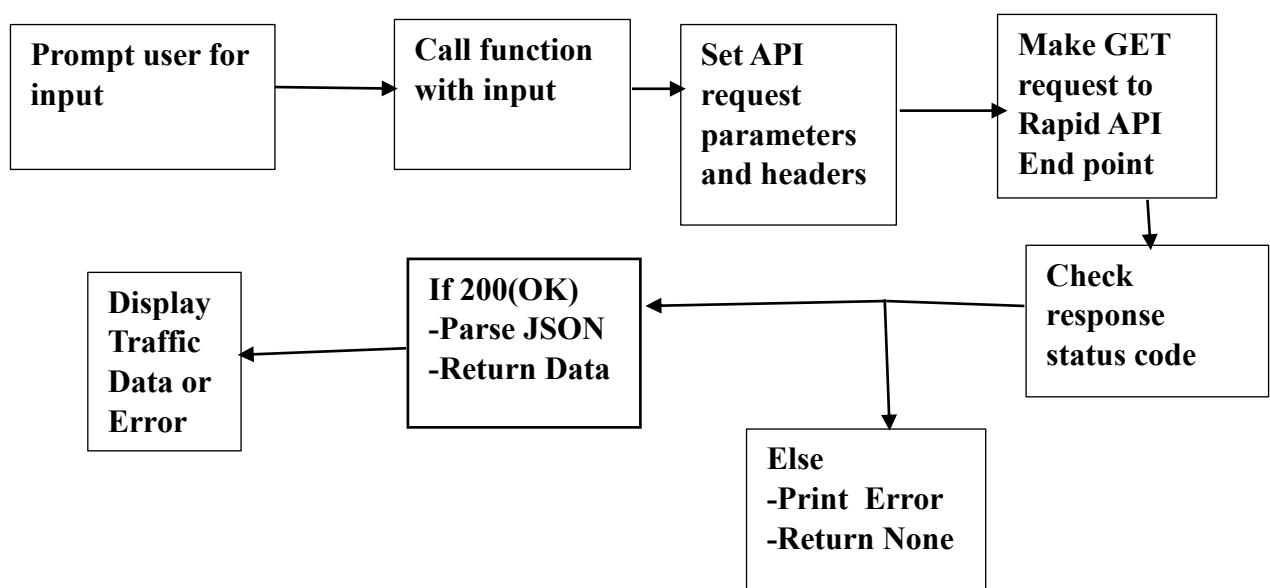 Prompt user for
input
Call function
with input
Set API
request
parameters
and headers
Make GET
request to
Rapid API
End point
Check
response
status code
If 200(OK)
-Parse JSON
-Return Data
Display
Traffic
Data or
Error
Else
-Print  Error
-Return None